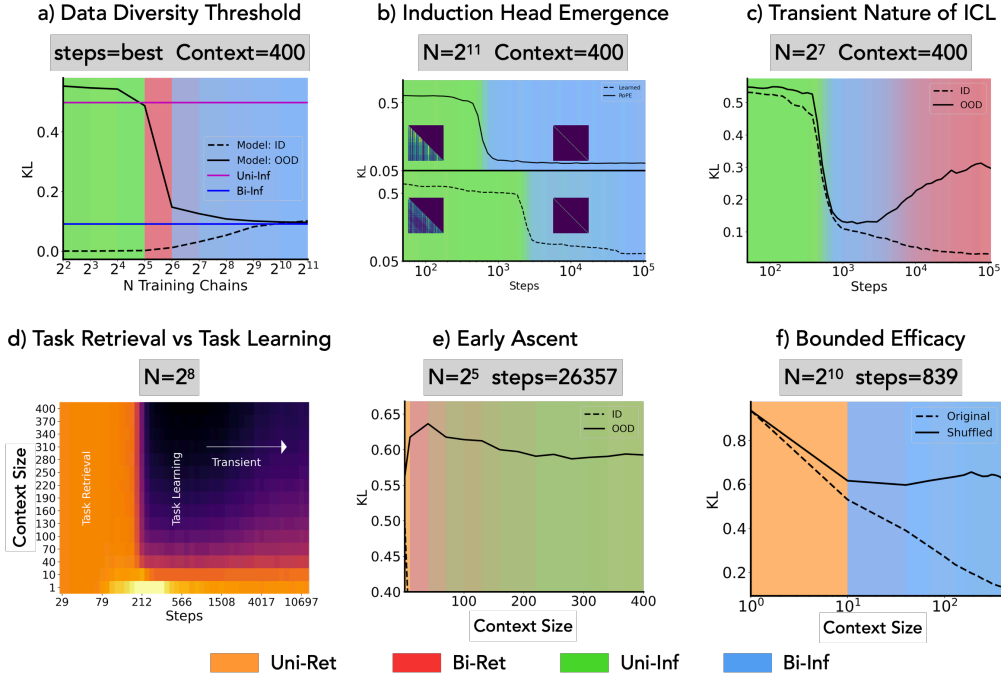 a) Data Diversity Threshold
steps=best Context=400
KL
0.4
0.2
0.0
Model: ID
Model: OOD
Uni-Inf
Bi-Inf
2² 2³ 2⁴ 2⁵ 2⁶ 2⁷ 2⁸ 2⁹ 2¹⁰ 2¹¹
N Training Chains
b) Induction Head Emergence
N=2¹¹ Context=400
KL
0.5
0.05
Learned
RoPE
KL
0.5
0.05
10² 10³ 10⁴ 10⁵
Steps
c) Transient Nature of ICL
N=2⁷ Context=400
KL
0.5
0.4
0.3
0.2
0.1
ID
OOD
10² 10³ 10⁴ 10⁵
Steps
d) Task Retrieval vs Task Learning
N=2⁸
Context Size
400
370
340
310
280
250
220
190
160
130
100
70
40
10
1
Task Retrieval
Task Learning
Transient
29 79 212 566 1508 4017 10697
Steps
e) Early Ascent
N=2⁵ steps=26357
KL
0.65
0.60
0.55
0.50
0.45
0.40
ID
OOD
100 200 300 400
Context Size
f) Bounded Efficacy
N=2¹⁰ steps=839
KL
0.8
0.6
0.4
0.2
Original
Shuffled
10⁰ 10¹ 10²
Context Size
Uni-Ret
Bi-Ret
Uni-Inf
Bi-Inf